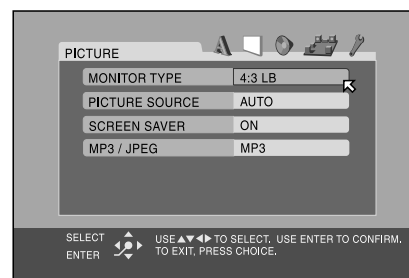 PICTURE
MONITOR TYPE 4:3 LB
PICTURE SOURCE AUTO
SCREEN SAVER ON
MP3 / JPEG MP3
SELECT
ENTER
USE ▲▼◀▶ TO SELECT. USE ENTER TO CONFIRM.
TO EXIT, PRESS CHOICE.